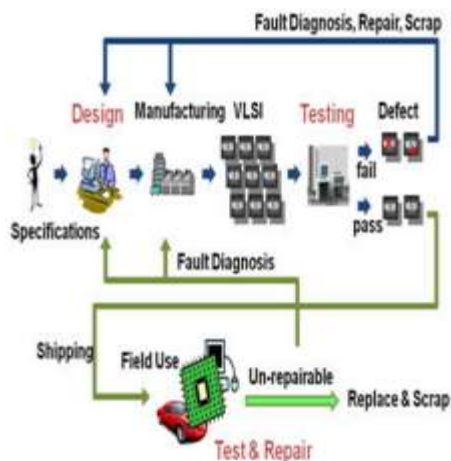 Fault Diagnosis, Repair, Scrap
Design Manufacturing VLSI Testing Defect
fail
pass
Specifications
Fault Diagnosis
Shipping
Field Use
Un-repairable
Replace & Scrap
Test & Repair